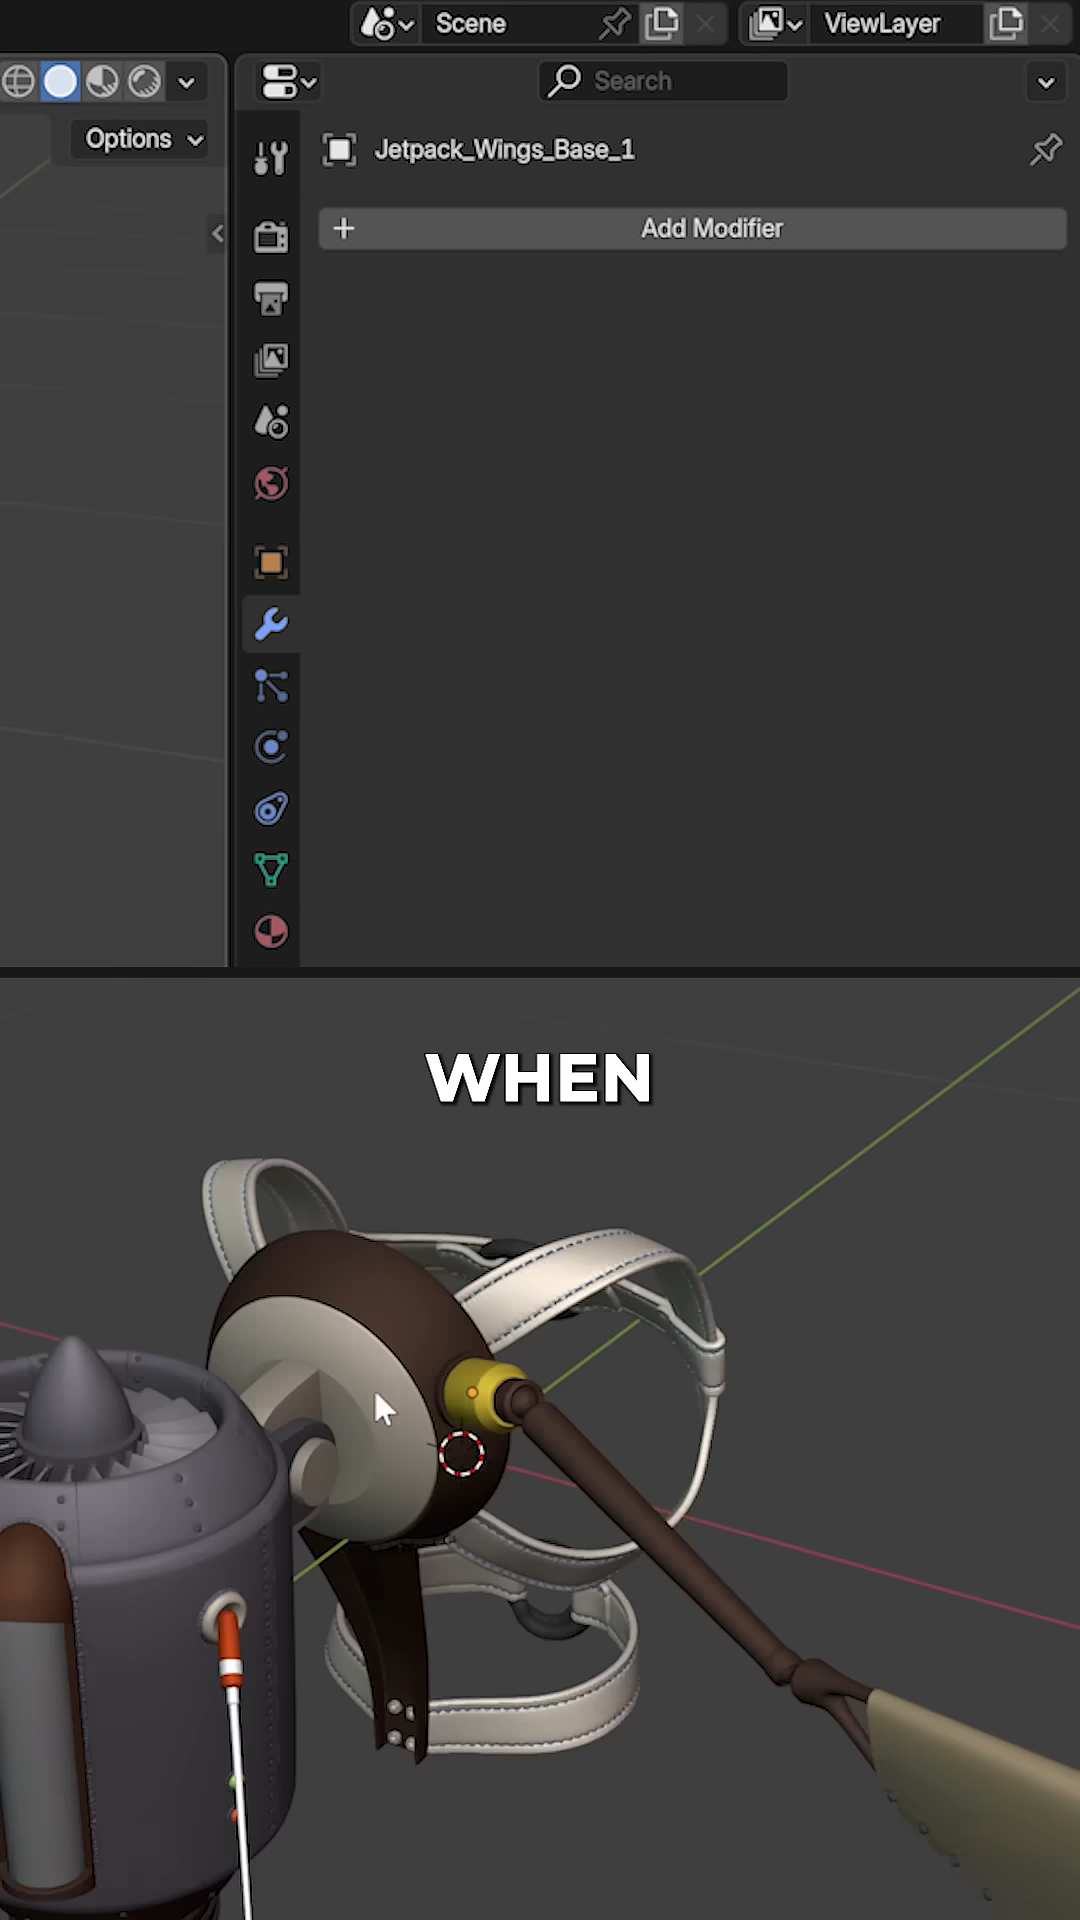 Scene
ViewLayer
Search
Options
Jetpack_Wings_Base_1
Add Modifier
WHEN